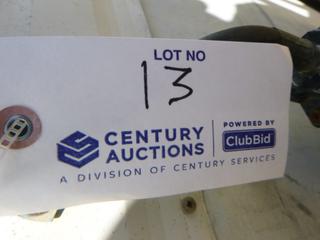 LOT NO
13
CENTURY AUCTIONS
POWERED BY
ClubBid
A DIVISION OF CENTURY SERVICES